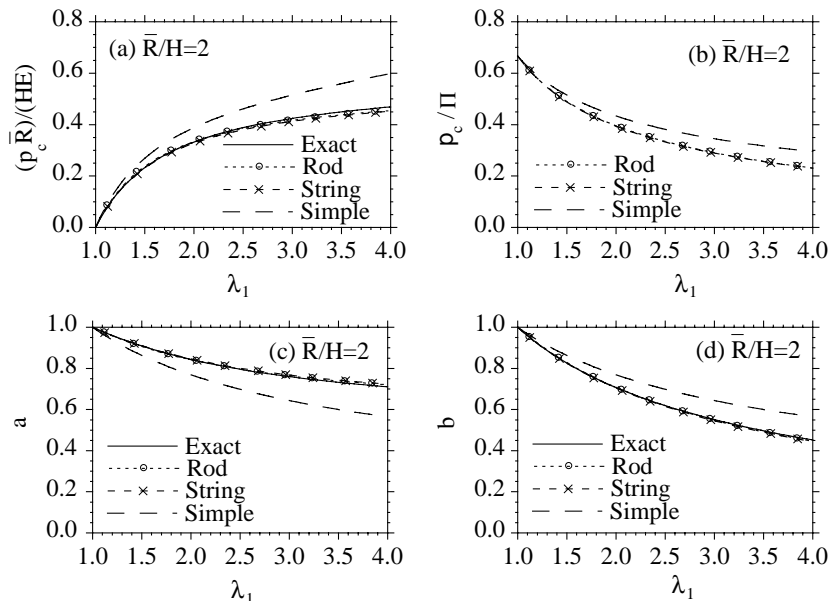 (a) R̅/H=2
(p_c R̅)/(HE)
0.8
0.6
0.4
0.2
0.0
Exact
Rod
String
Simple
1.0 1.5 2.0 2.5 3.0 3.5 4.0
λ₁
(b) R̅/H=2
p_c / Π
0.8
0.6
0.4
0.2
0.0
Rod
String
Simple
1.0 1.5 2.0 2.5 3.0 3.5 4.0
λ₁
(c) R̅/H=2
a
1.0
0.8
0.6
0.4
0.2
0.0
Exact
Rod
String
Simple
1.0 1.5 2.0 2.5 3.0 3.5 4.0
λ₁
(d) R̅/H=2
b
1.0
0.8
0.6
0.4
0.2
0.0
Exact
Rod
String
Simple
1.0 1.5 2.0 2.5 3.0 3.5 4.0
λ₁